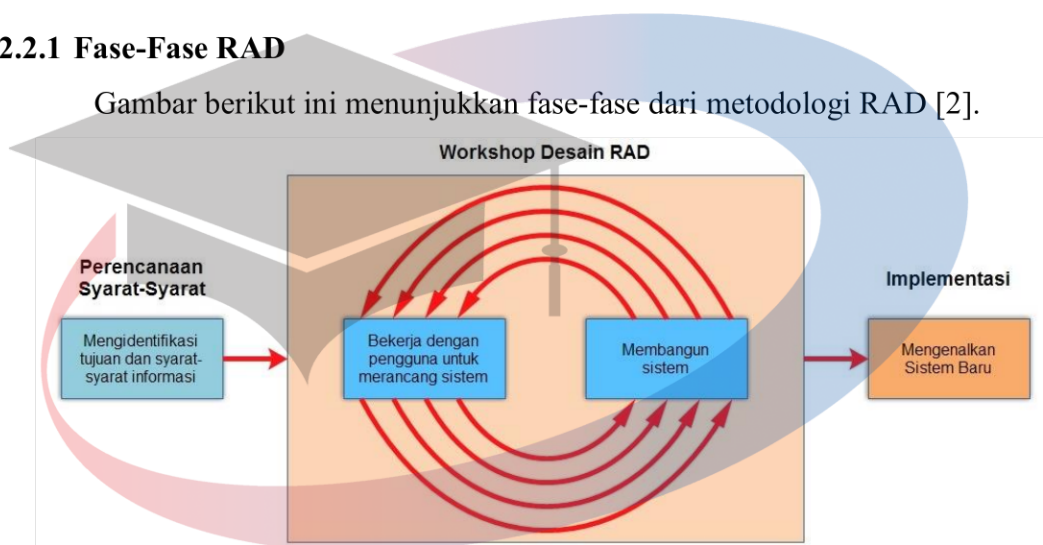 2.2.1 Fase-Fase RAD
Gambar berikut ini menunjukkan fase-fase dari metodologi RAD [2].
Workshop Desain RAD
Perencanaan
Syarat-Syarat
Mengidentifikasi
tujuan dan syarat-
syarat informasi
Bekerja dengan
pengguna untuk
merancang sistem
Membangun
sistem
Implementasi
Mengenalkan
Sistem Baru